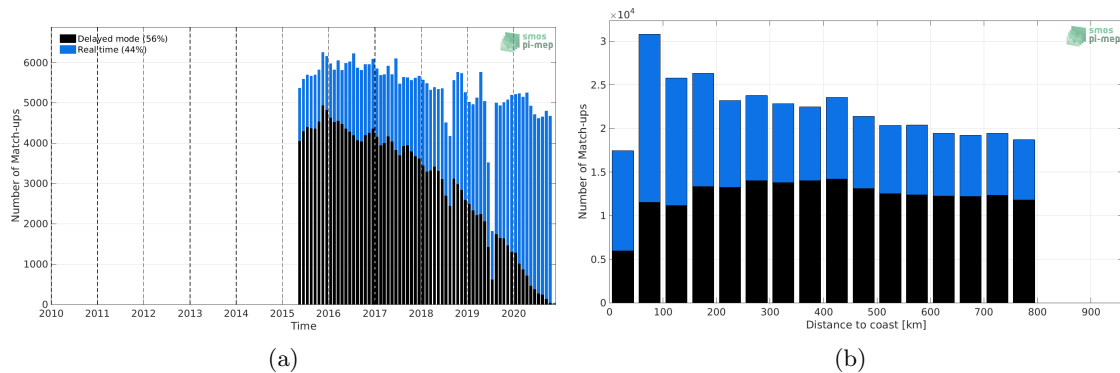 Delayed mode (56%)
Real time (44%)
smos
pi-mep
6000
5000
4000
3000
2000
1000
0
Number of Match-ups
2010 2011 2012 2013 2014 2015 2016 2017 2018 2019 2020
Time
(a)
×10⁴
smos
pi-mep
3
2.5
2
1.5
1
0.5
0
Number of Match-ups
0 100 200 300 400 500 600 700 800 900
Distance to coast [km]
(b)